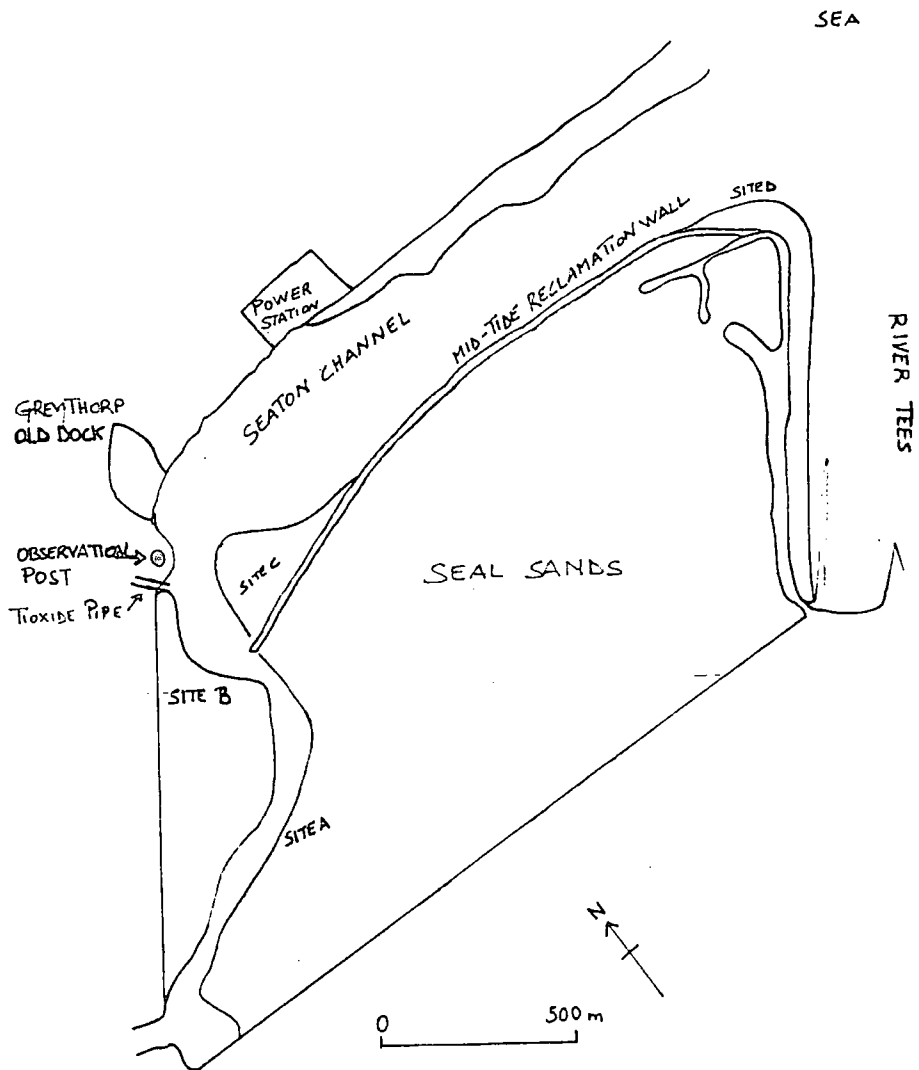 SEA
SITE D
MID-TIDE RECLAMATION WALL
POWER
STATION
SEATON CHANNEL
RIVER TEES
GREYTHORP
OLD DOCK
OBSERVATION
POST
TIOXIDE PIPE
SITE C
SEAL SANDS
SITE B
SITE A
N
0 500 m